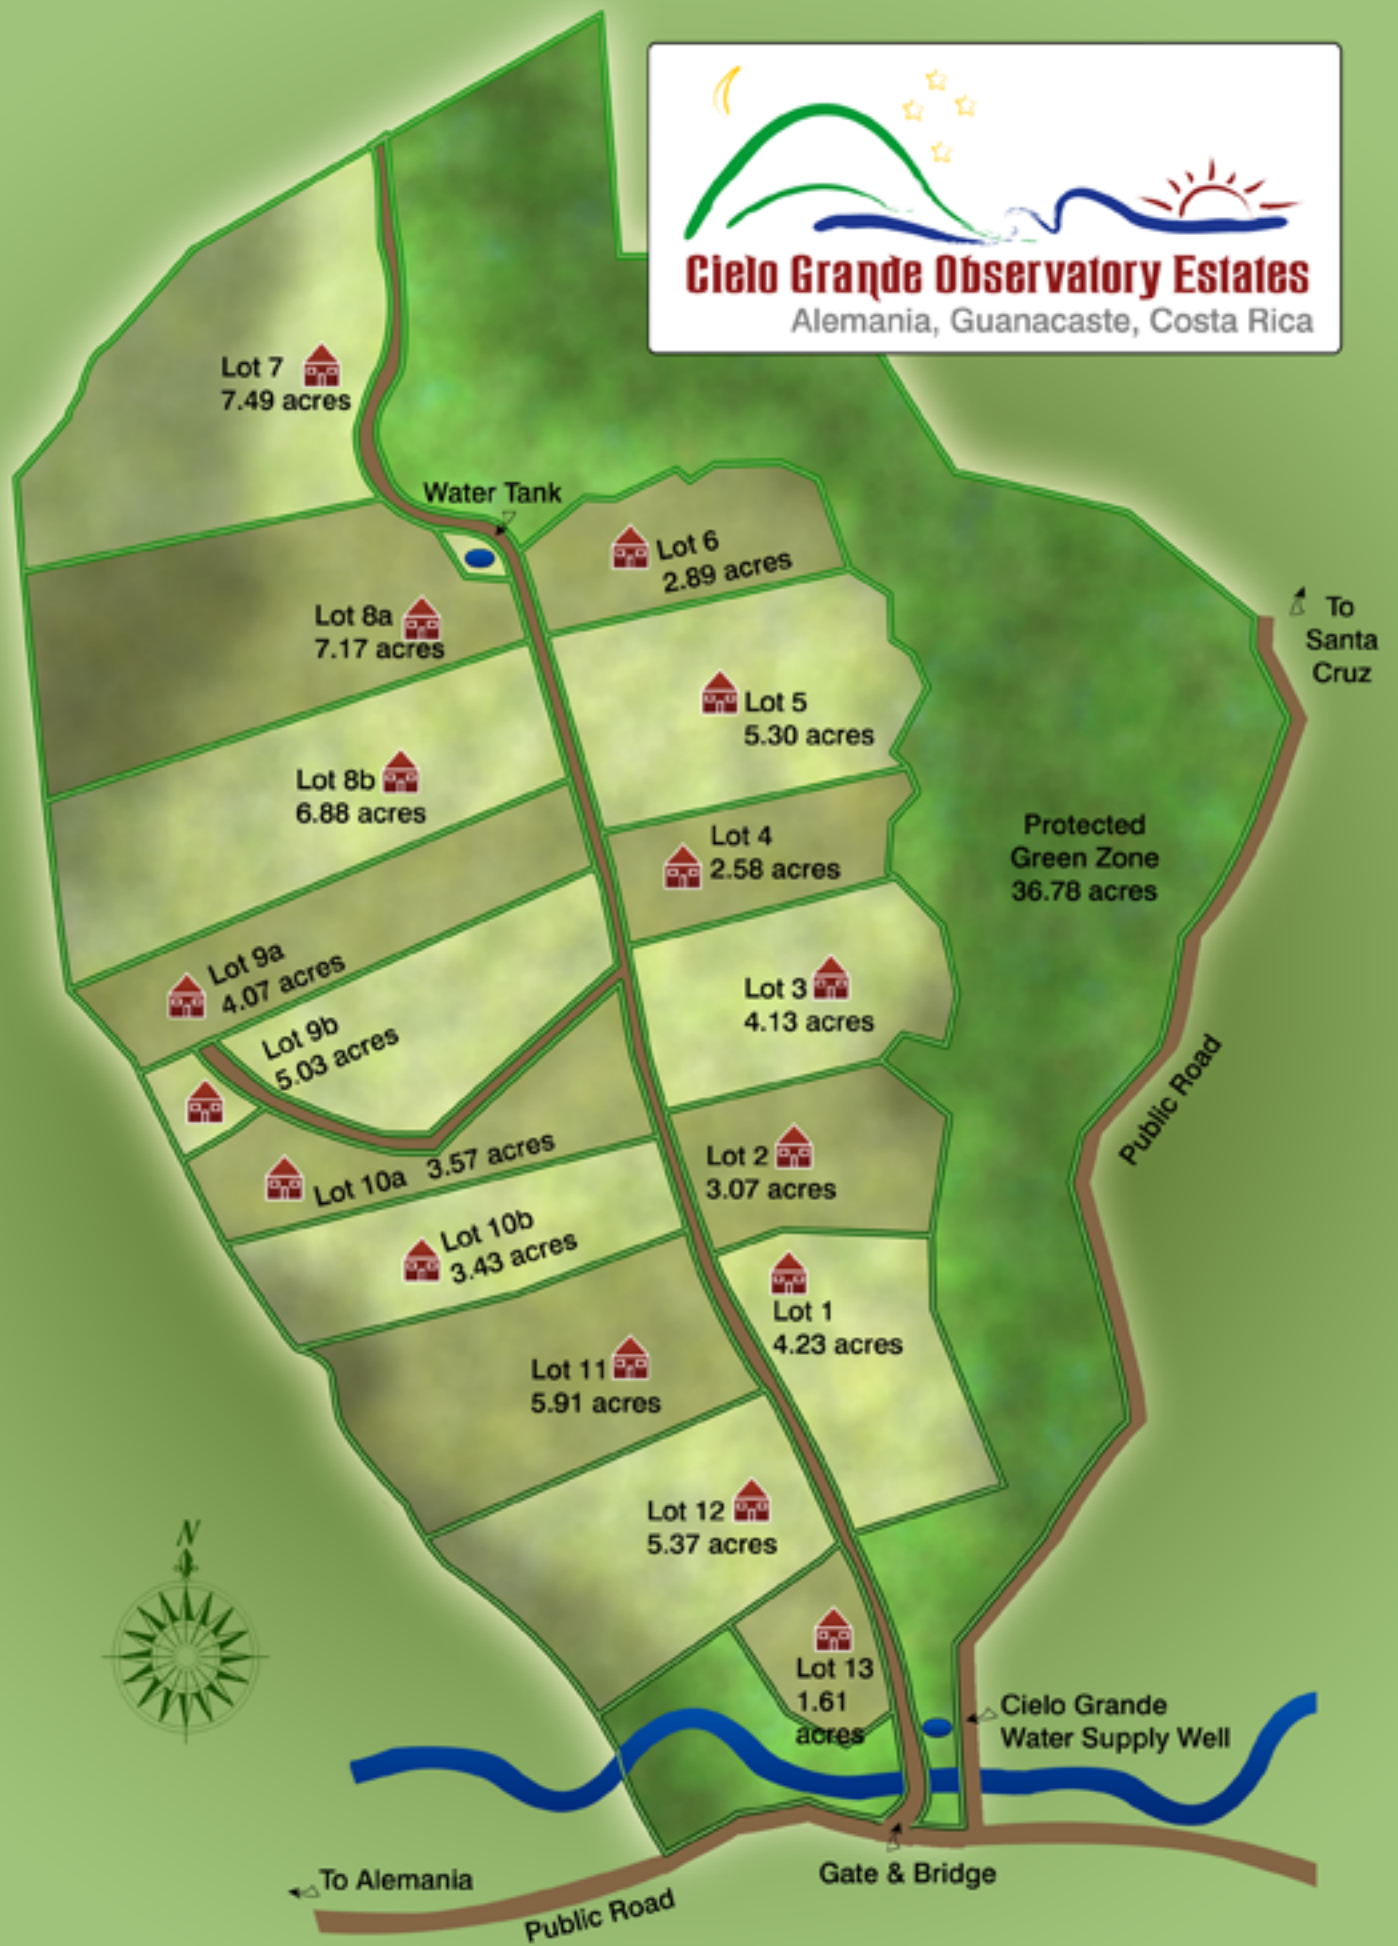 Cielo Grande Observatory Estates
Alemania, Guanacaste, Costa Rica
Lot 7
7.49 acres
Water Tank
Lot 6
2.89 acres
To
Santa
Cruz
Lot 8a
7.17 acres
Lot 5
5.30 acres
Lot 8b
6.88 acres
Lot 4
2.58 acres
Protected
Green Zone
36.78 acres
Lot 9a
4.07 acres
Lot 3
4.13 acres
Lot 9b
5.03 acres
Public Road
Lot 2
3.07 acres
Lot 10a 3.57 acres
Lot 10b
3.43 acres
Lot 1
4.23 acres
Lot 11
5.91 acres
Lot 12
5.37 acres
N
Lot 13
1.61
acres
Cielo Grande
Water Supply Well
Gate & Bridge
To Alemania
Public Road